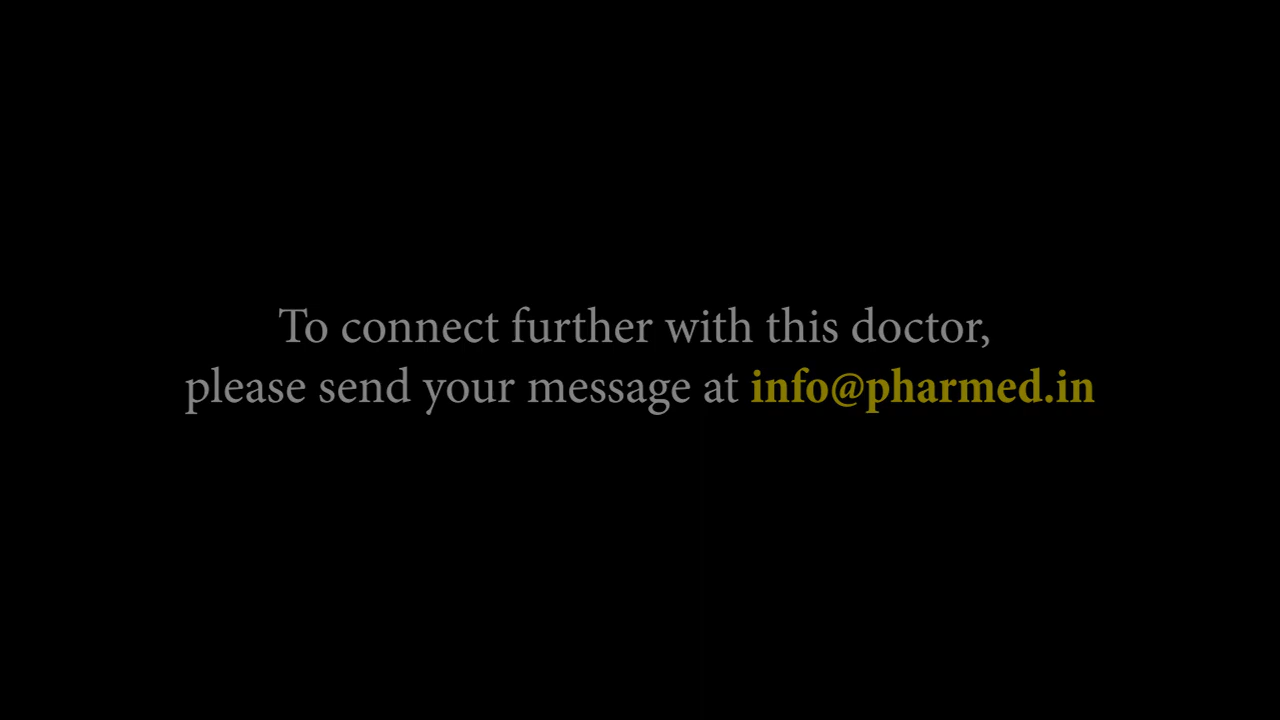 To connect further with this doctor,
please send your message at info@pharmed.in